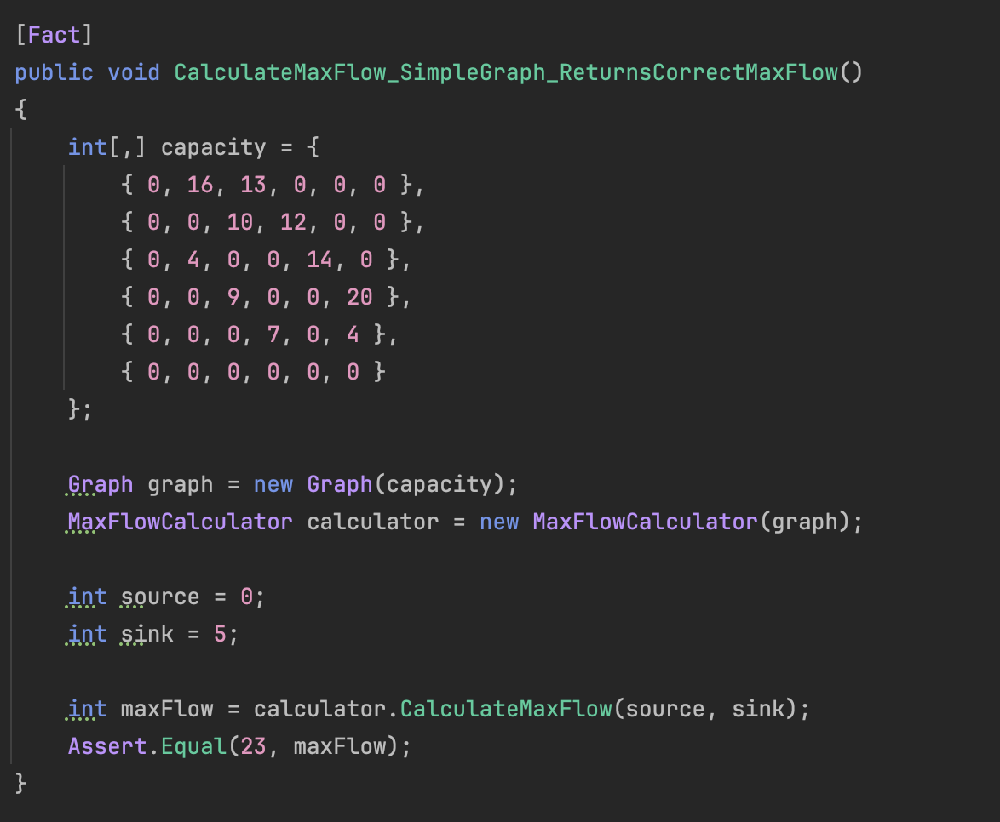 [Fact]
public void CalculateMaxFlow_SimpleGraph_ReturnsCorrectMaxFlow()
{
    int[,] capacity = {
        { 0, 16, 13, 0, 0, 0 },
        { 0, 0, 10, 12, 0, 0 },
        { 0, 4, 0, 0, 14, 0 },
        { 0, 0, 9, 0, 0, 20 },
        { 0, 0, 0, 7, 0, 4 },
        { 0, 0, 0, 0, 0, 0 }
    };

    Graph graph = new Graph(capacity);
    MaxFlowCalculator calculator = new MaxFlowCalculator(graph);

    int source = 0;
    int sink = 5;

    int maxFlow = calculator.CalculateMaxFlow(source, sink);
    Assert.Equal(23, maxFlow);
}